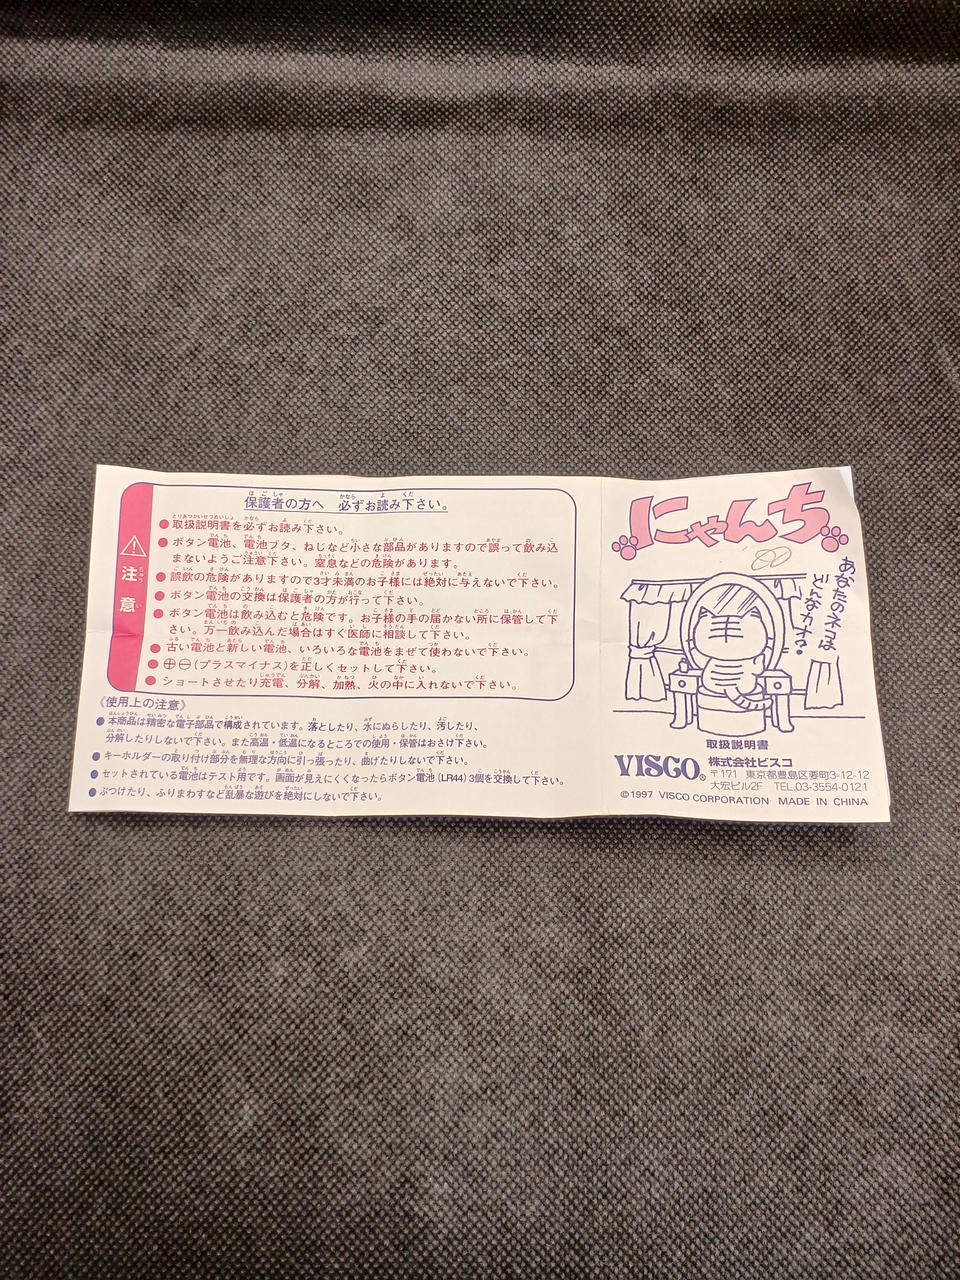 保護者の方へ 必ずお読み下さい。
注意
●取扱説明書を必ずお読み下さい。
●ボタン電池、電池ブタ、ねじなど小さな部品がありますので誤って飲み込
まないようご注意下さい。窒息などの危険があります。
●誤飲の危険がありますので3才未満のお子様には絶対に与えないで下さい。
●ボタン電池の交換は保護者の方が行って下さい。
●ボタン電池は飲み込むと危険です。お子様の手の届かない所に保管して下
さい。万一飲み込んだ場合はすぐ医師に相談して下さい。
●古い電池と新しい電池、いろいろな電池をまぜて使わないで下さい。
●⊕⊖(プラスマイナス)を正しくセットして下さい。
●ショートさせたり充電、分解、加熱、火の中に入れないで下さい。
《使用上の注意》
●本商品は精密な電子部品で構成されています。落としたり、水にぬらしたり、汚したり、
分解したりしないで下さい。また高温・低温になるところでの使用・保管はおさけ下さい。
●キーホルダーの取り付け部分を無理な方向に引っ張ったり、曲げたりしないで下さい。
●セットされている電池はテスト用です。画面が見えにくくなったらボタン電池(LR44)3個を交換して下さい。
●ぶつけたり、ふりまわすなど乱暴な遊びを絶対にしないで下さい。
にゃんち
あなたのネコは
どんなカオ?
取扱説明書
VISCO® 株式会社ビスコ
〒171 東京都豊島区要町3-12-12
大宏ビル2F TEL.03-3554-0121
©1997 VISCO CORPORATION MADE IN CHINA